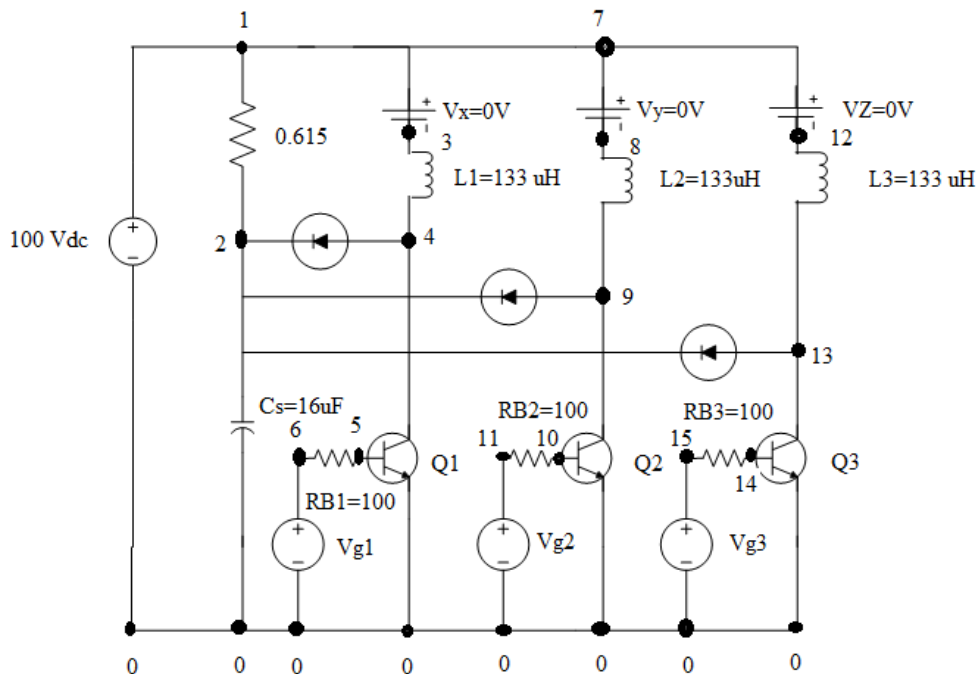 1
7
Vx=0V
Vy=0V
VZ=0V
0.615
3
8
12
L1=133 uH
L2=133uH
L3=133 uH
100 Vdc
2
4
9
13
Cs=16uF
RB2=100
RB3=100
6
5
11
10
15
Q1
Q2
Q3
14
RB1=100
Vg1
Vg2
Vg3
0
0
0
0
0
0
0
0